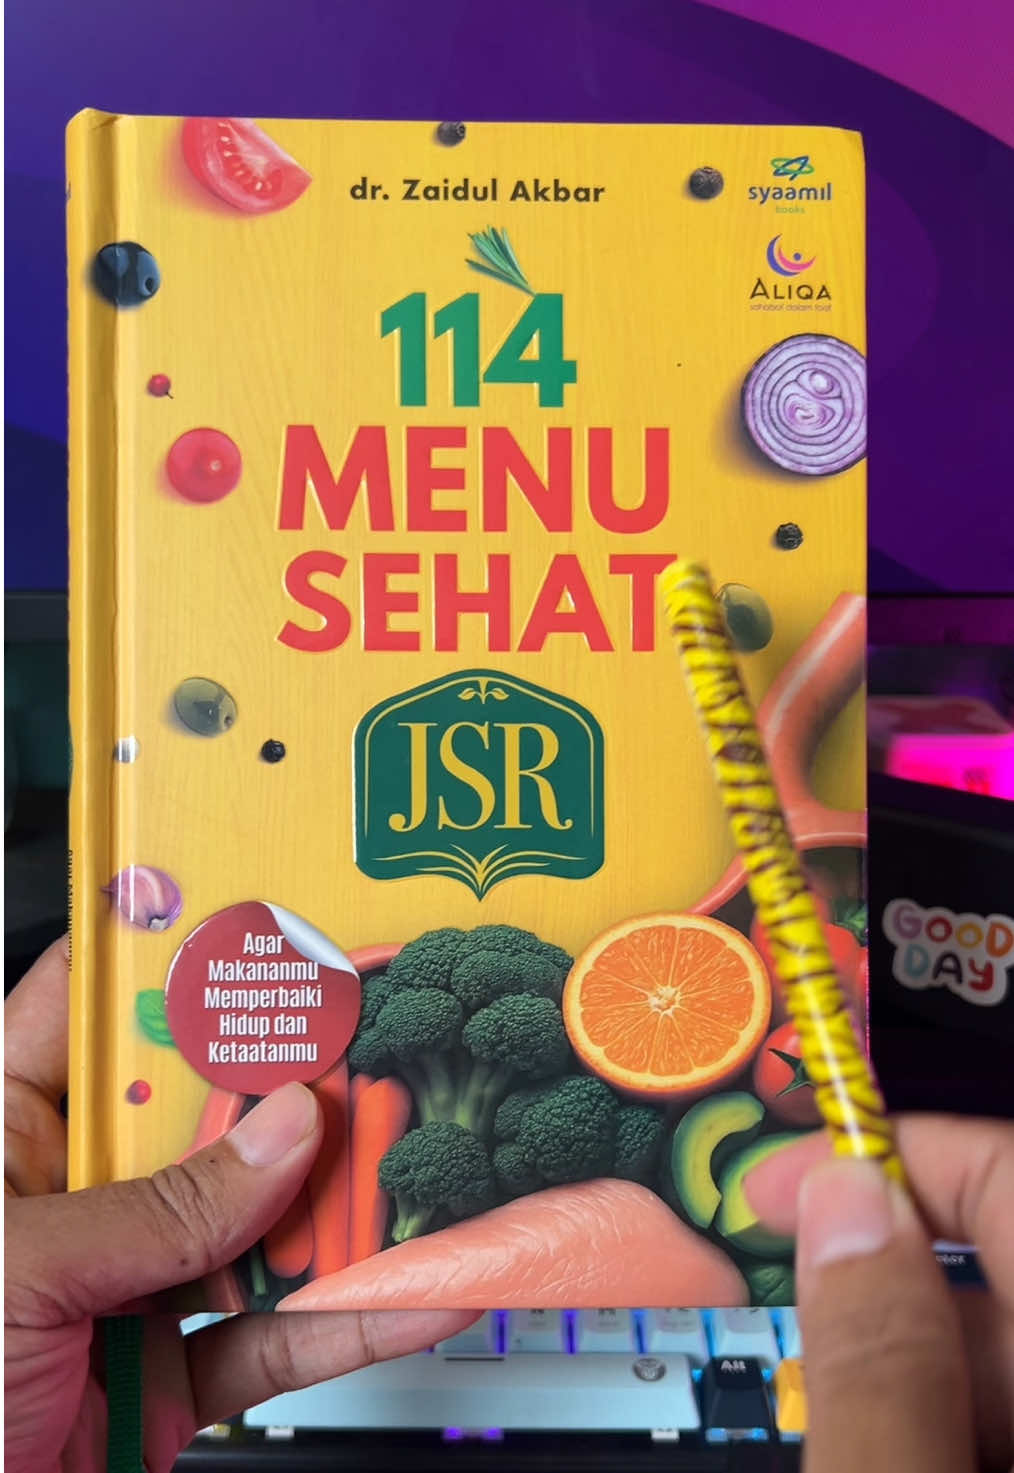 dr. Zaidul Akbar
syaamil
books
ALIQA
sahabat dalam taat
114
MENU
SEHAT
JSR
Agar
Makananmu
Memperbaiki
Hidup dan
Ketaatanmu
GOOD
DAY
Alt